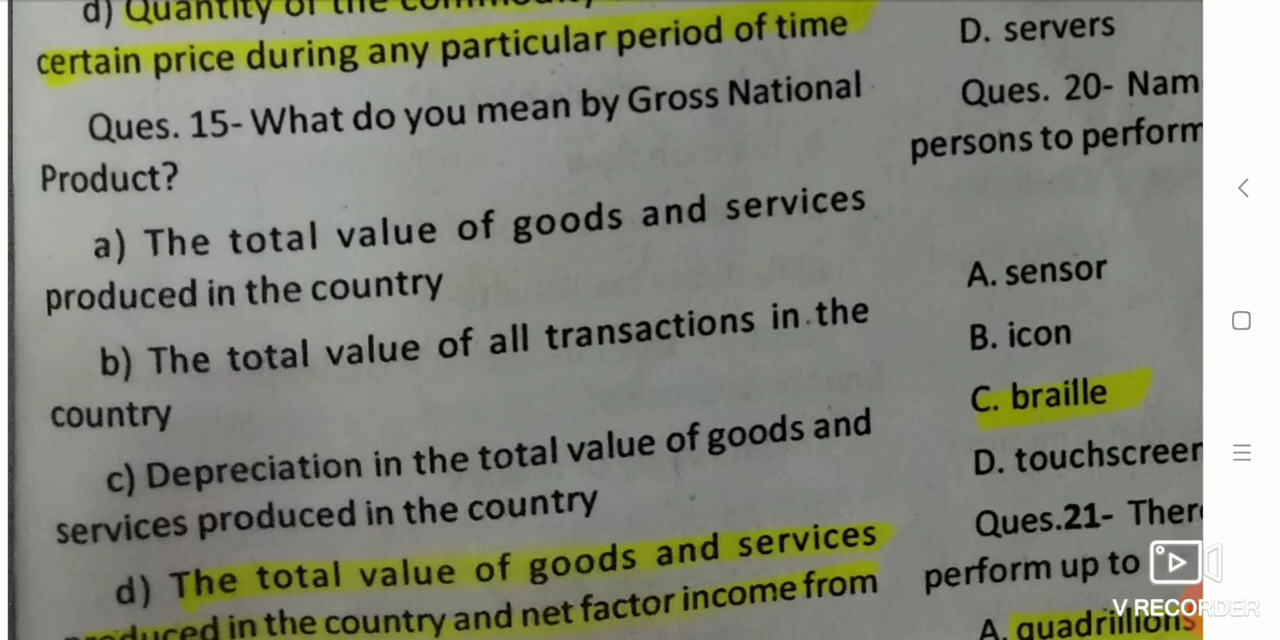 d) Quantity of the
certain price during any particular period of time
Ques. 15- What do you mean by Gross National
Product?
a) The total value of goods and services
produced in the country
b) The total value of all transactions in the
country
c) Depreciation in the total value of goods and
services produced in the country
d) The total value of goods and services
in the country and net factor income from
D. servers
Ques. 20-
persons to perform
A. sensor
B. icon
C. braille
D.
Ques.21-
perform up to
A. quadrillions
V RECORDER